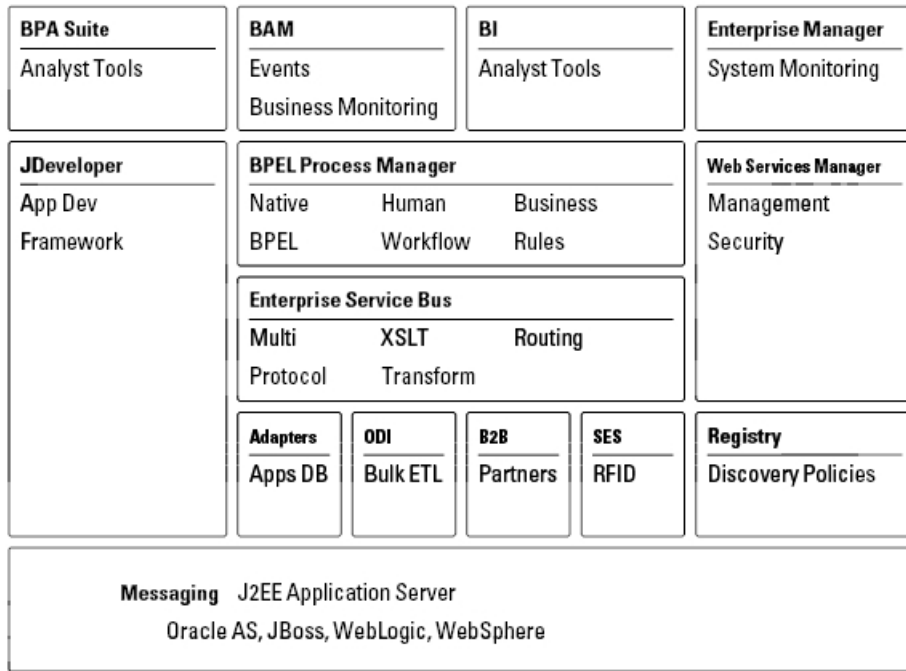 BPA Suite
Analyst Tools
BAM
Events
Business Monitoring
BI
Analyst Tools
Enterprise Manager
System Monitoring
JDeveloper
App Dev
Framework
BPEL Process Manager
Native Human Business
BPEL Workflow Rules
Web Services Manager
Management
Security
Enterprise Service Bus
Multi XSLT Routing
Protocol Transform
Adapters
Apps DB
ODI
Bulk ETL
B2B
Partners
SES
RFID
Registry
Discovery Policies
Messaging J2EE Application Server
Oracle AS, JBoss, WebLogic, WebSphere